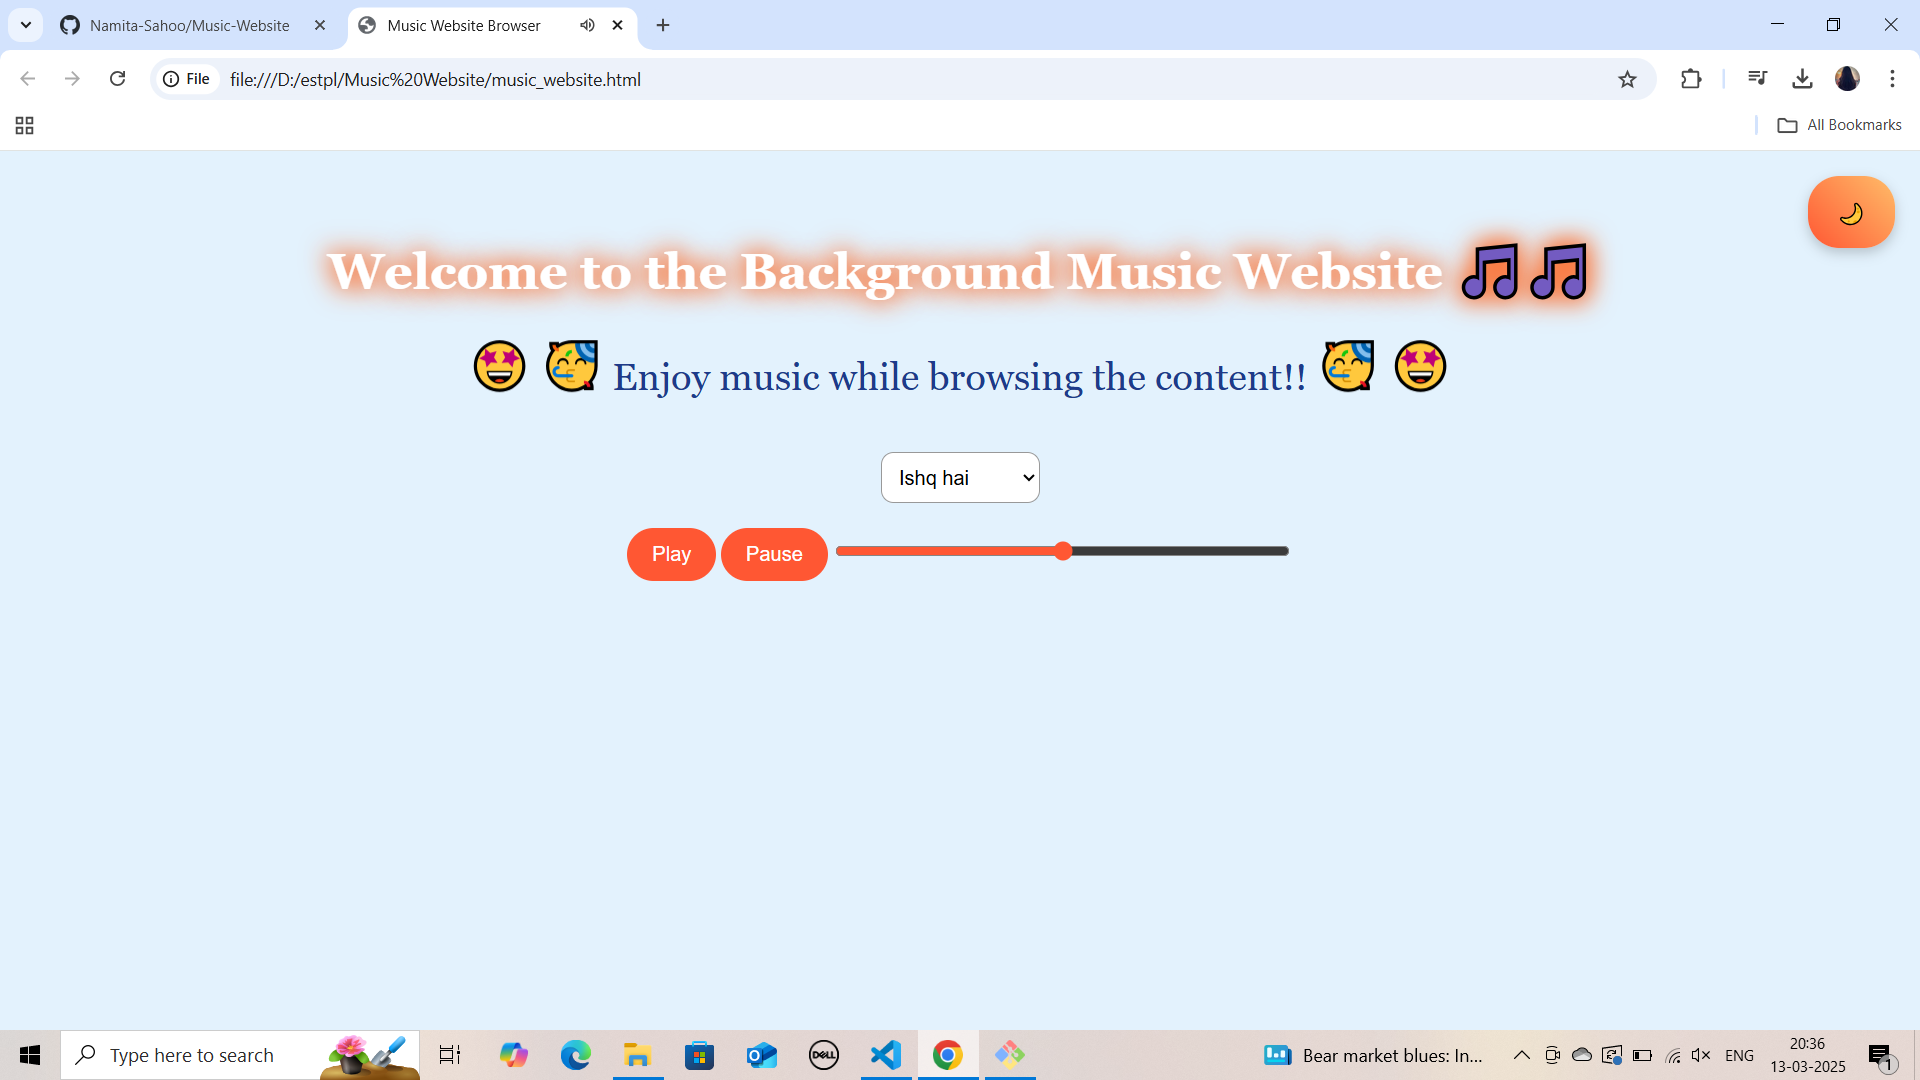 Namita-Sahoo/Music-Website
Music Website Browser
File
file:///D:/estpl/Music%20Website/music_website.html
All Bookmarks
Welcome to the Background Music Website 🎵🎵
🤩 🥳 Enjoy music while browsing the content!! 🥳 🤩
Ishq hai
Play
Pause
Type here to search
DELL
Bear market blues: In...
ENG
20:36
13-03-2025
1